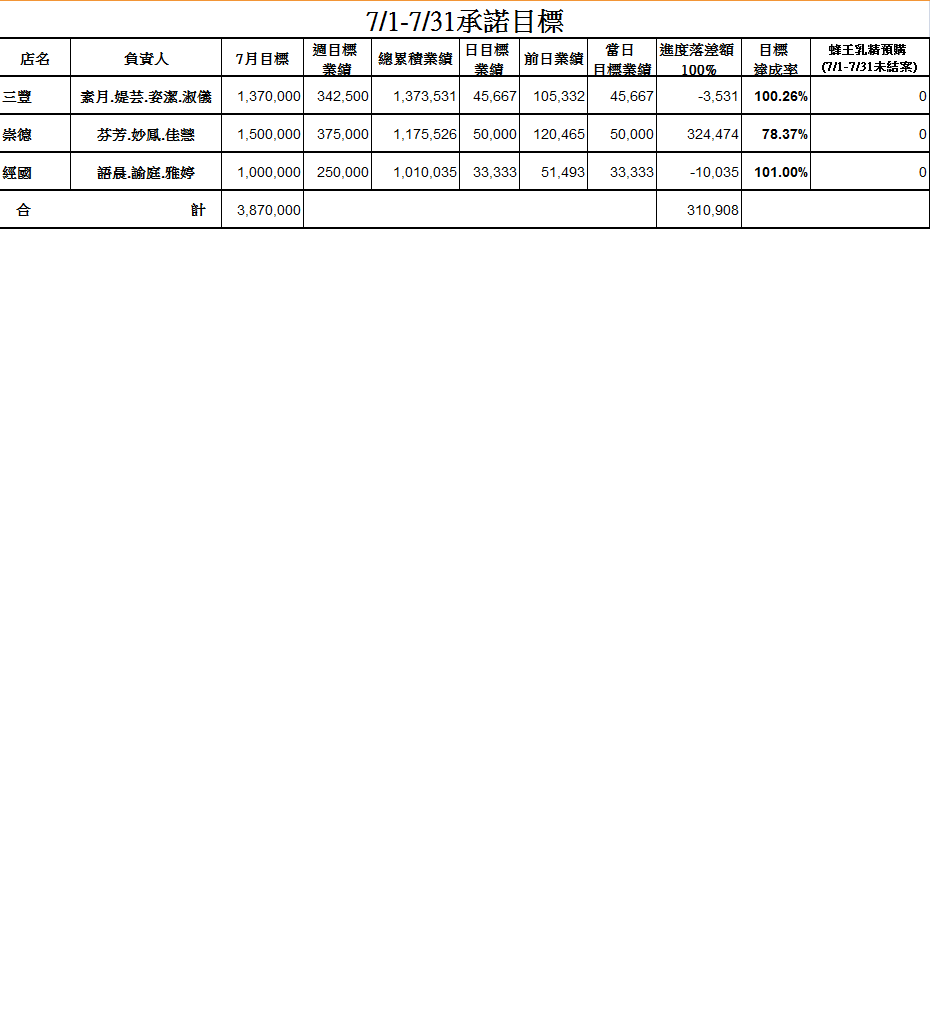 7/1-7/31承諾目標
店名 負責人 7月目標 週目標業績 總累積業績 日目標業績 前日業績 當日目標業績 進度落差額100% 目標達成率 蜂王乳精預購(7/1-7/31未結案)
三豐 素月.媞芸.姿潔.淑儀 1,370,000 342,500 1,373,531 45,667 105,332 45,667 -3,531 100.26% 0
崇德 芬芳.妙鳳.佳慧 1,500,000 375,000 1,175,526 50,000 120,465 50,000 324,474 78.37% 0
經國 語晨.諭庭.雅婷 1,000,000 250,000 1,010,035 33,333 51,493 33,333 -10,035 101.00% 0
合 計 3,870,000 310,908